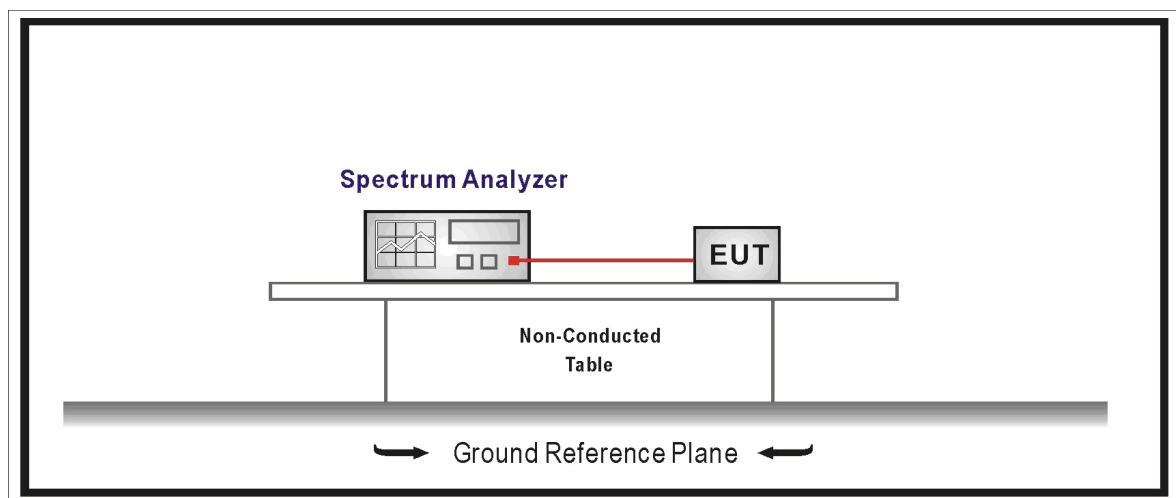 Spectrum Analyzer
EUT
Non-Conducted
Table
Ground Reference Plane